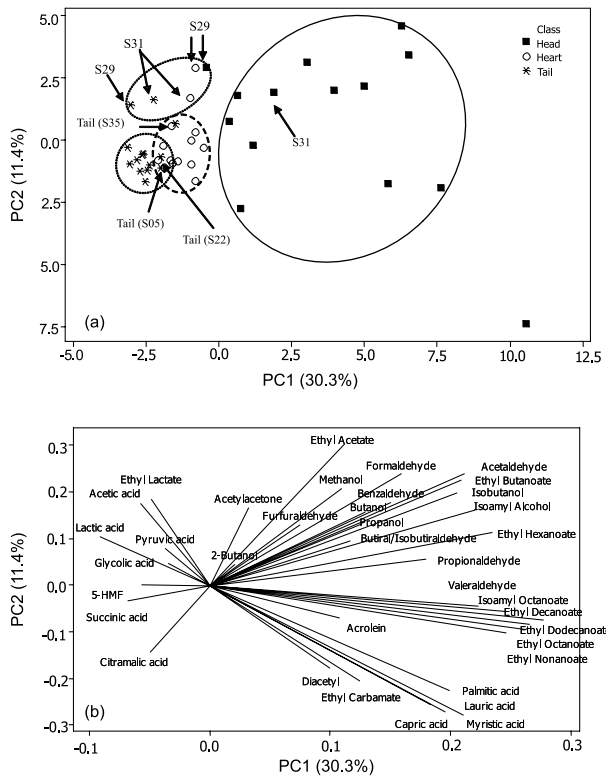 5.0
2.5
0.0
2.5
5.0
7.5
PC2 (11.4%)
S29
S31
S29
Tail (S35)
Tail (S05)
Tail (S22)
S31
Class
Head
Heart
Tail
(a)
-5.0
-2.5
0.0
2.5
5.0
7.5
10.0
12.5
PC1 (30.3%)
0.3
0.2
0.1
0.0
-0.1
-0.2
-0.3
PC2 (11.4%)
Ethyl Acetate
Formaldehyde
Acetaldehyde
Ethyl Lactate
Methanol
Ethyl Butanoate
Acetic acid
Acetylacetone
Benzaldehyde
Isobutanol
Butanol
Isoamyl Alcohol
Furfuraldehyde
Propanol
Lactic acid
Pyruvic acid
Butiral/Isobutiraldehyde
Ethyl Hexanoate
2-Butanol
Glycolic acid
Propionaldehyde
5-HMF
Valeraldehyde
Isoamyl Octanoate
Succinic acid
Ethyl Decanoate
Acrolein
Ethyl Dodecanoate
Ethyl Octanoate
Citramalic acid
Ethyl Nonanoate
Diacetyl
Ethyl Carbamate
Palmitic acid
Lauric acid
Capric acid
Myristic acid
(b)
-0.1
0.0
0.1
0.2
0.3
PC1 (30.3%)